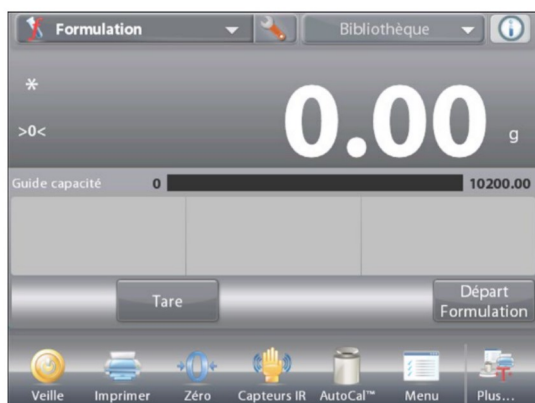 Formulation
Bibliothèque
*
>0<
0.00 g
Guide capacité 0 10200.00
Tare
Départ
Formulation
Veille Imprimer Zéro Capteurs IR AutoCal™ Menu Plus...